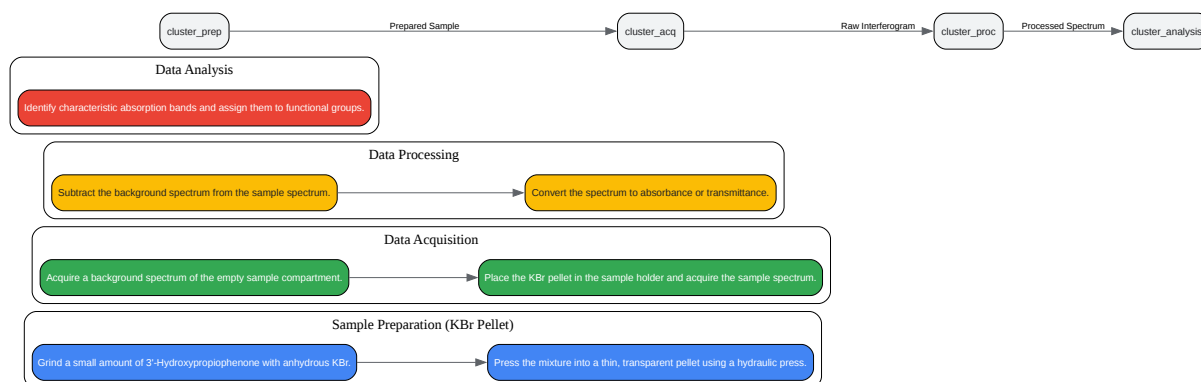 cluster_prep
Prepared Sample
cluster_acq
Raw Interferogram
cluster_proc
Processed Spectrum
cluster_analysis
Data Analysis
Identify characteristic absorption bands and assign them to functional groups.
Data Processing
Subtract the background spectrum from the sample spectrum.
Convert the spectrum to absorbance or transmittance.
Data Acquisition
Acquire a background spectrum of the empty sample compartment.
Place the KBr pellet in the sample holder and acquire the sample spectrum.
Sample Preparation (KBr Pellet)
Grind a small amount of 3'-Hydroxypropiophenone with anhydrous KBr.
Press the mixture into a thin, transparent pellet using a hydraulic press.